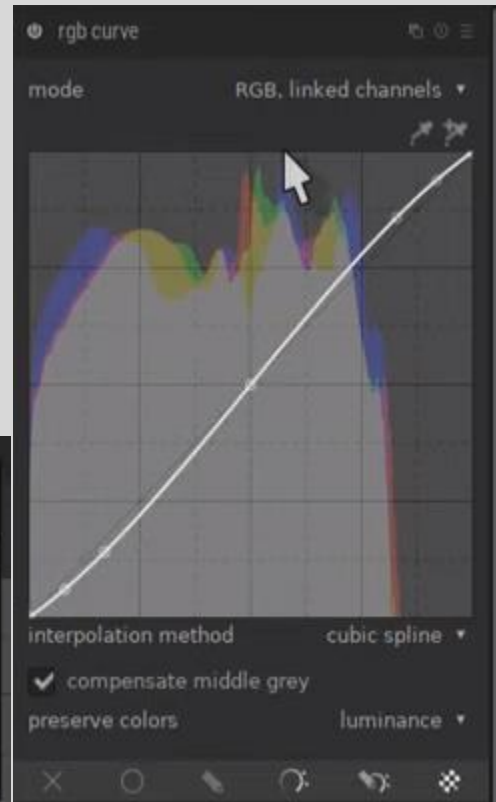 rgb curve
mode RGB, linked channels
interpolation method cubic spline
compensate middle grey
preserve colors luminance